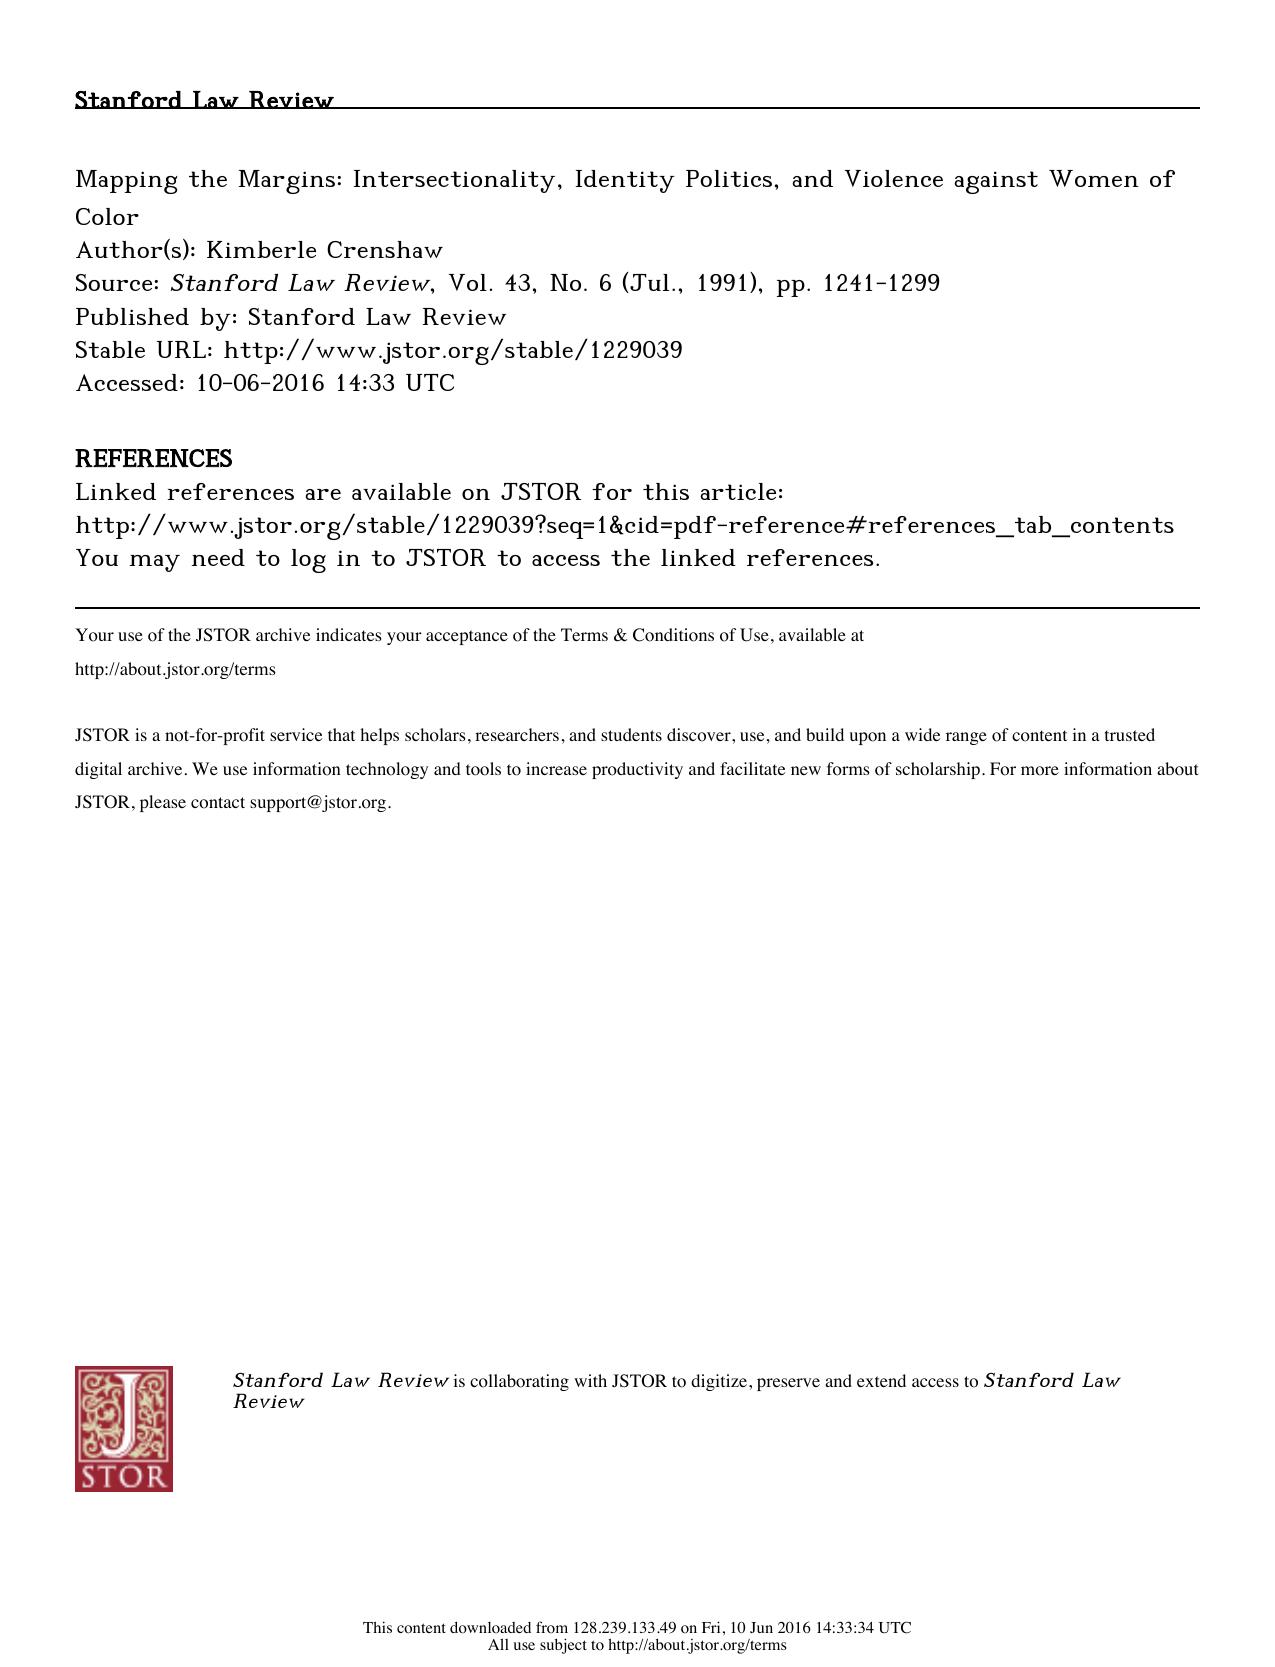 Stanford Law Review
Mapping the Margins: Intersectionality, Identity Politics, and Violence against Women of
Color
Author(s): Kimberle Crenshaw
Source: Stanford Law Review, Vol. 43, No. 6 (Jul., 1991), pp. 1241-1299
Published by: Stanford Law Review
Stable URL: http://www.jstor.org/stable/1229039
Accessed: 10-06-2016 14:33 UTC
REFERENCES
Linked references are available on JSTOR for this article:
http://www.jstor.org/stable/1229039?seq=1&cid=pdf-reference#references_tab_contents
You may need to log in to JSTOR to access the linked references.
Your use of the JSTOR archive indicates your acceptance of the Terms & Conditions of Use, available at
http://about.jstor.org/terms
JSTOR is a not-for-profit service that helps scholars, researchers, and students discover, use, and build upon a wide range of content in a trusted
digital archive. We use information technology and tools to increase productivity and facilitate new forms of scholarship. For more information about
JSTOR, please contact support@jstor.org.
Stanford Law Review is collaborating with JSTOR to digitize, preserve and extend access to Stanford Law
Review
J
STOR
This content downloaded from 128.239.133.49 on Fri, 10 Jun 2016 14:33:34 UTC
All use subject to http://about.jstor.org/terms